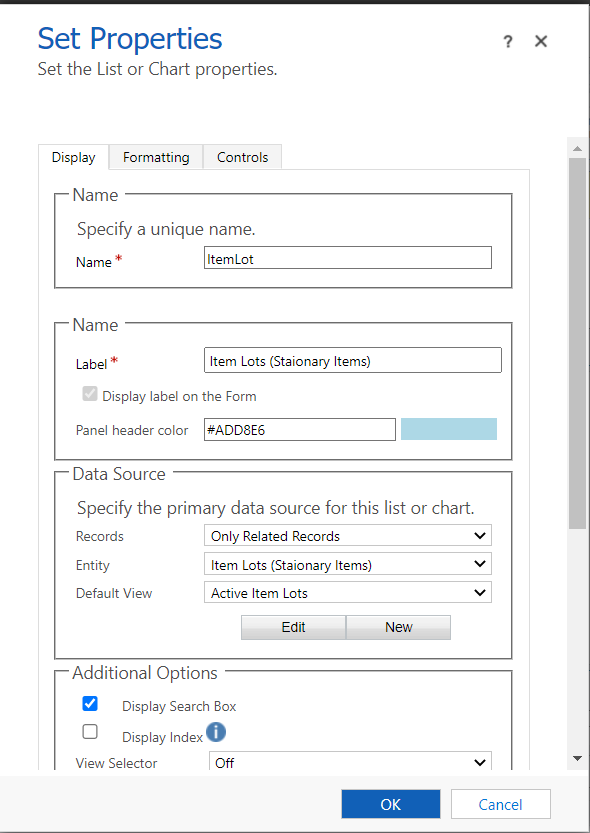 Set Properties
?
Set the List or Chart properties.
Display Formatting Controls
Name
Specify a unique name.
Name * ItemLot
Name
Label * Item Lots (Staionary Items)
Display label on the Form
Panel header color #ADD8E6
Data Source
Specify the primary data source for this list or chart.
Records Only Related Records
Entity Item Lots (Staionary Items)
Default View Active Item Lots
Edit New
Additional Options
Display Search Box
Display Index i
View Selector Off
OK Cancel